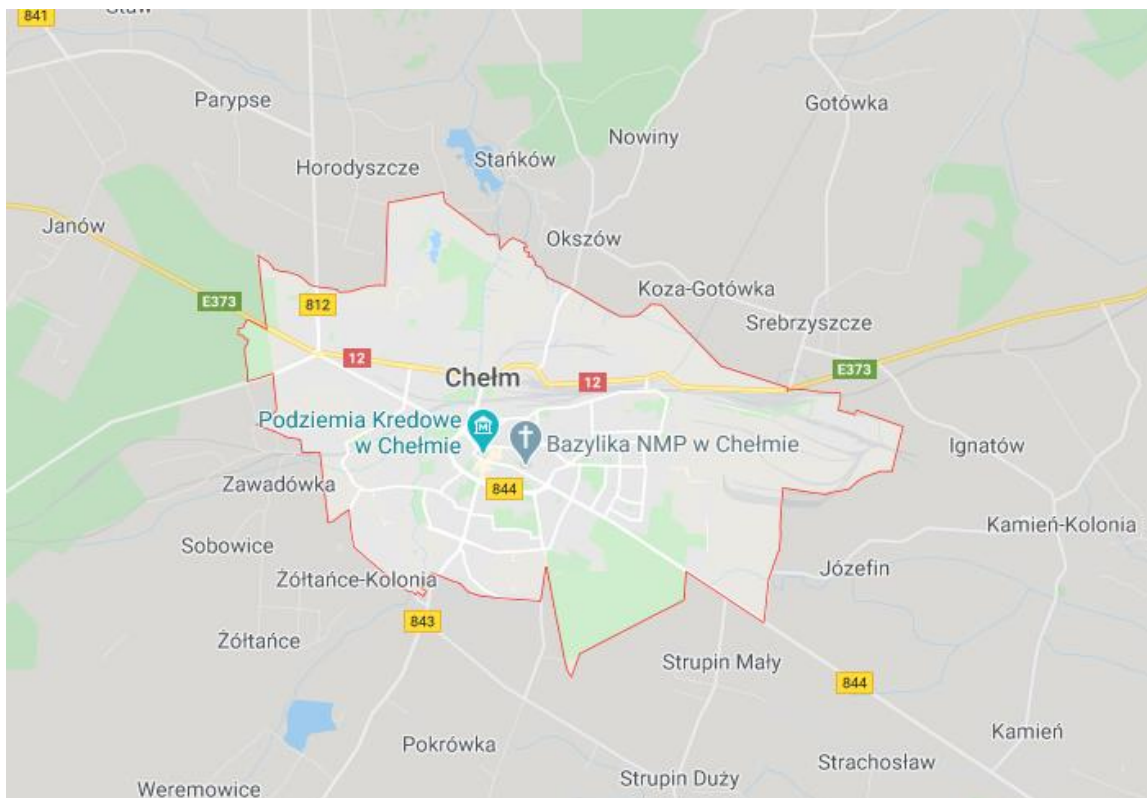 841
Staw
Parypse
Gotówka
Nowiny
Stańków
Horodyszcze
Janów
Okszów
Koza-Gotówka
E373
812
Srebrzyszcze
12
Chełm
12
E373
Podziemia Kredowe
w Chełmie
Bazylika NMP w Chełmie
Ignatów
Zawadówka
844
Kamień-Kolonia
Sobowice
Józefin
Żółtańce-Kolonia
843
Żółtańce
Strupin Mały
844
Kamień
Pokrówka
Strachosław
Strupin Duży
Weremowice